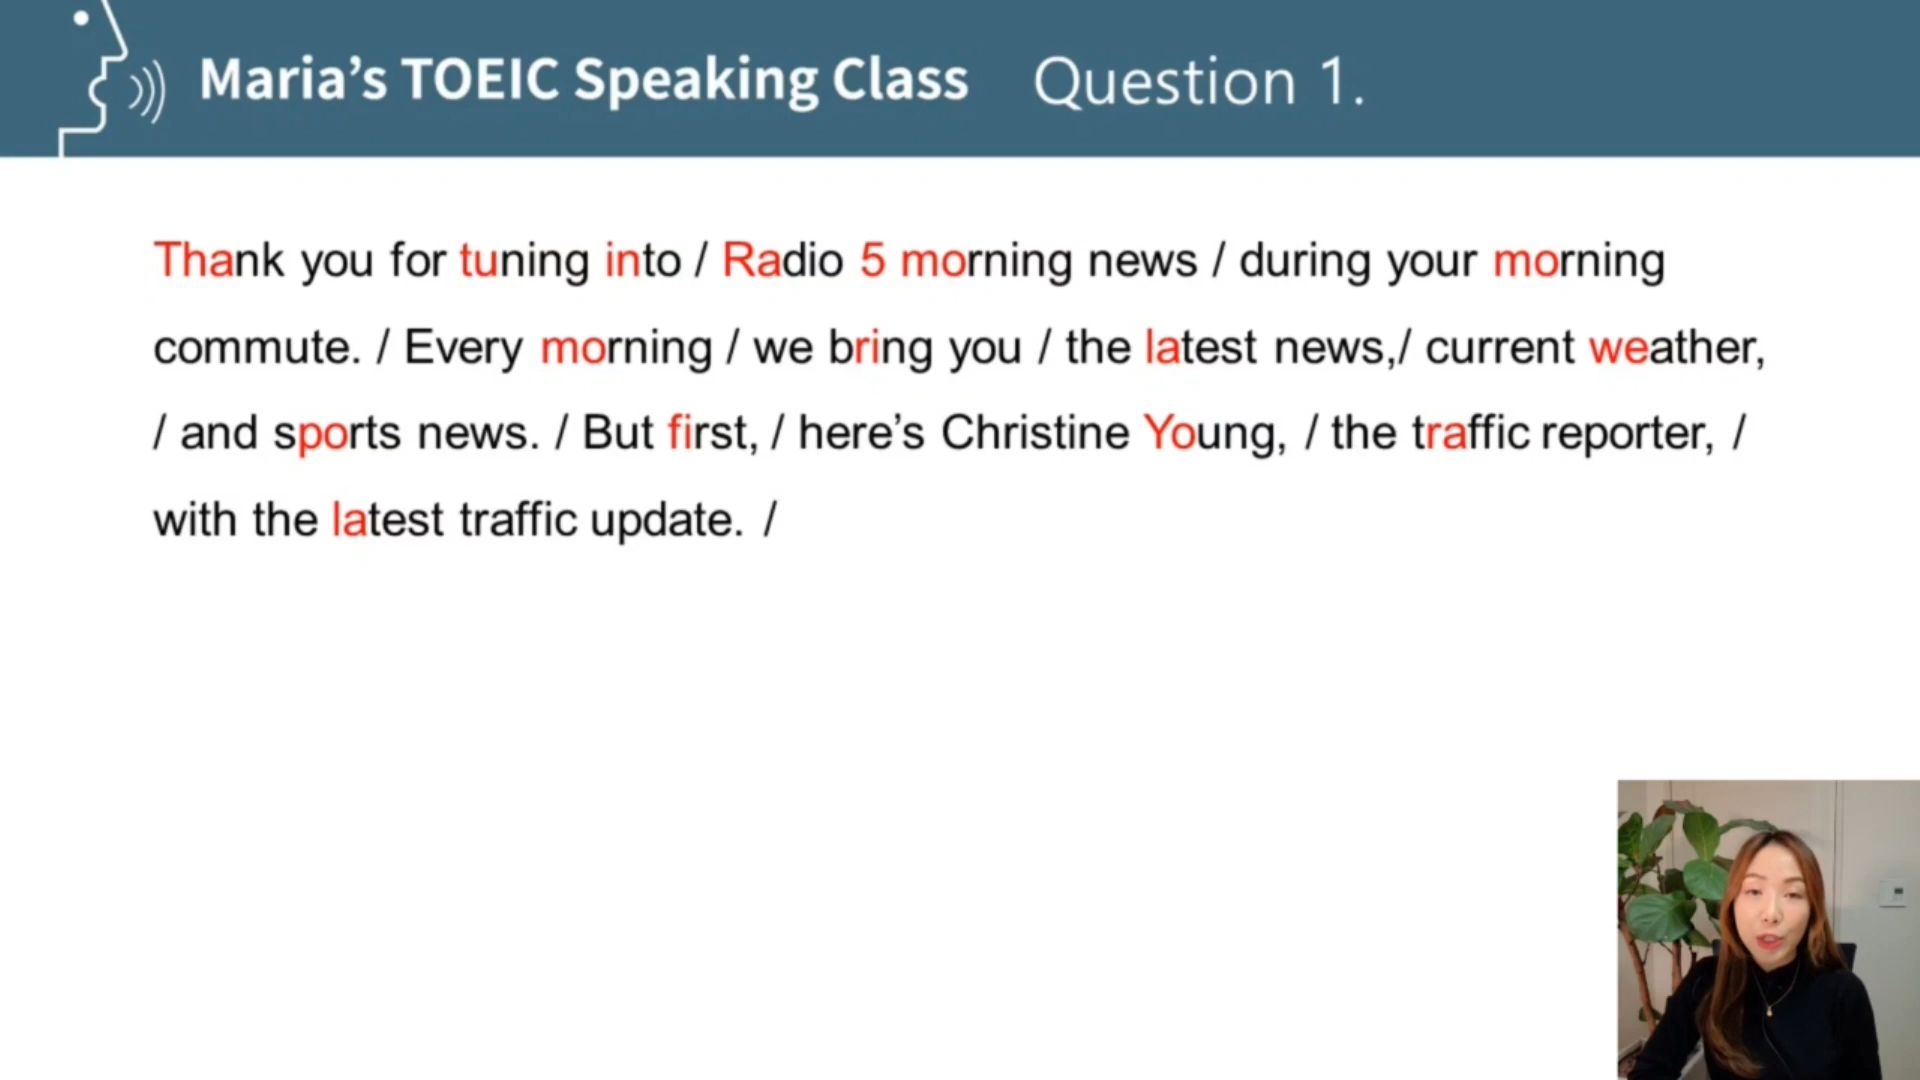 Maria's TOEIC Speaking Class Question 1.
Thank you for tuning into / Radio 5 morning news / during your morning
commute. / Every morning / we bring you / the latest news,/ current weather,
/ and sports news. / But first, / here's Christine Young, / the traffic reporter, /
with the latest traffic update. /